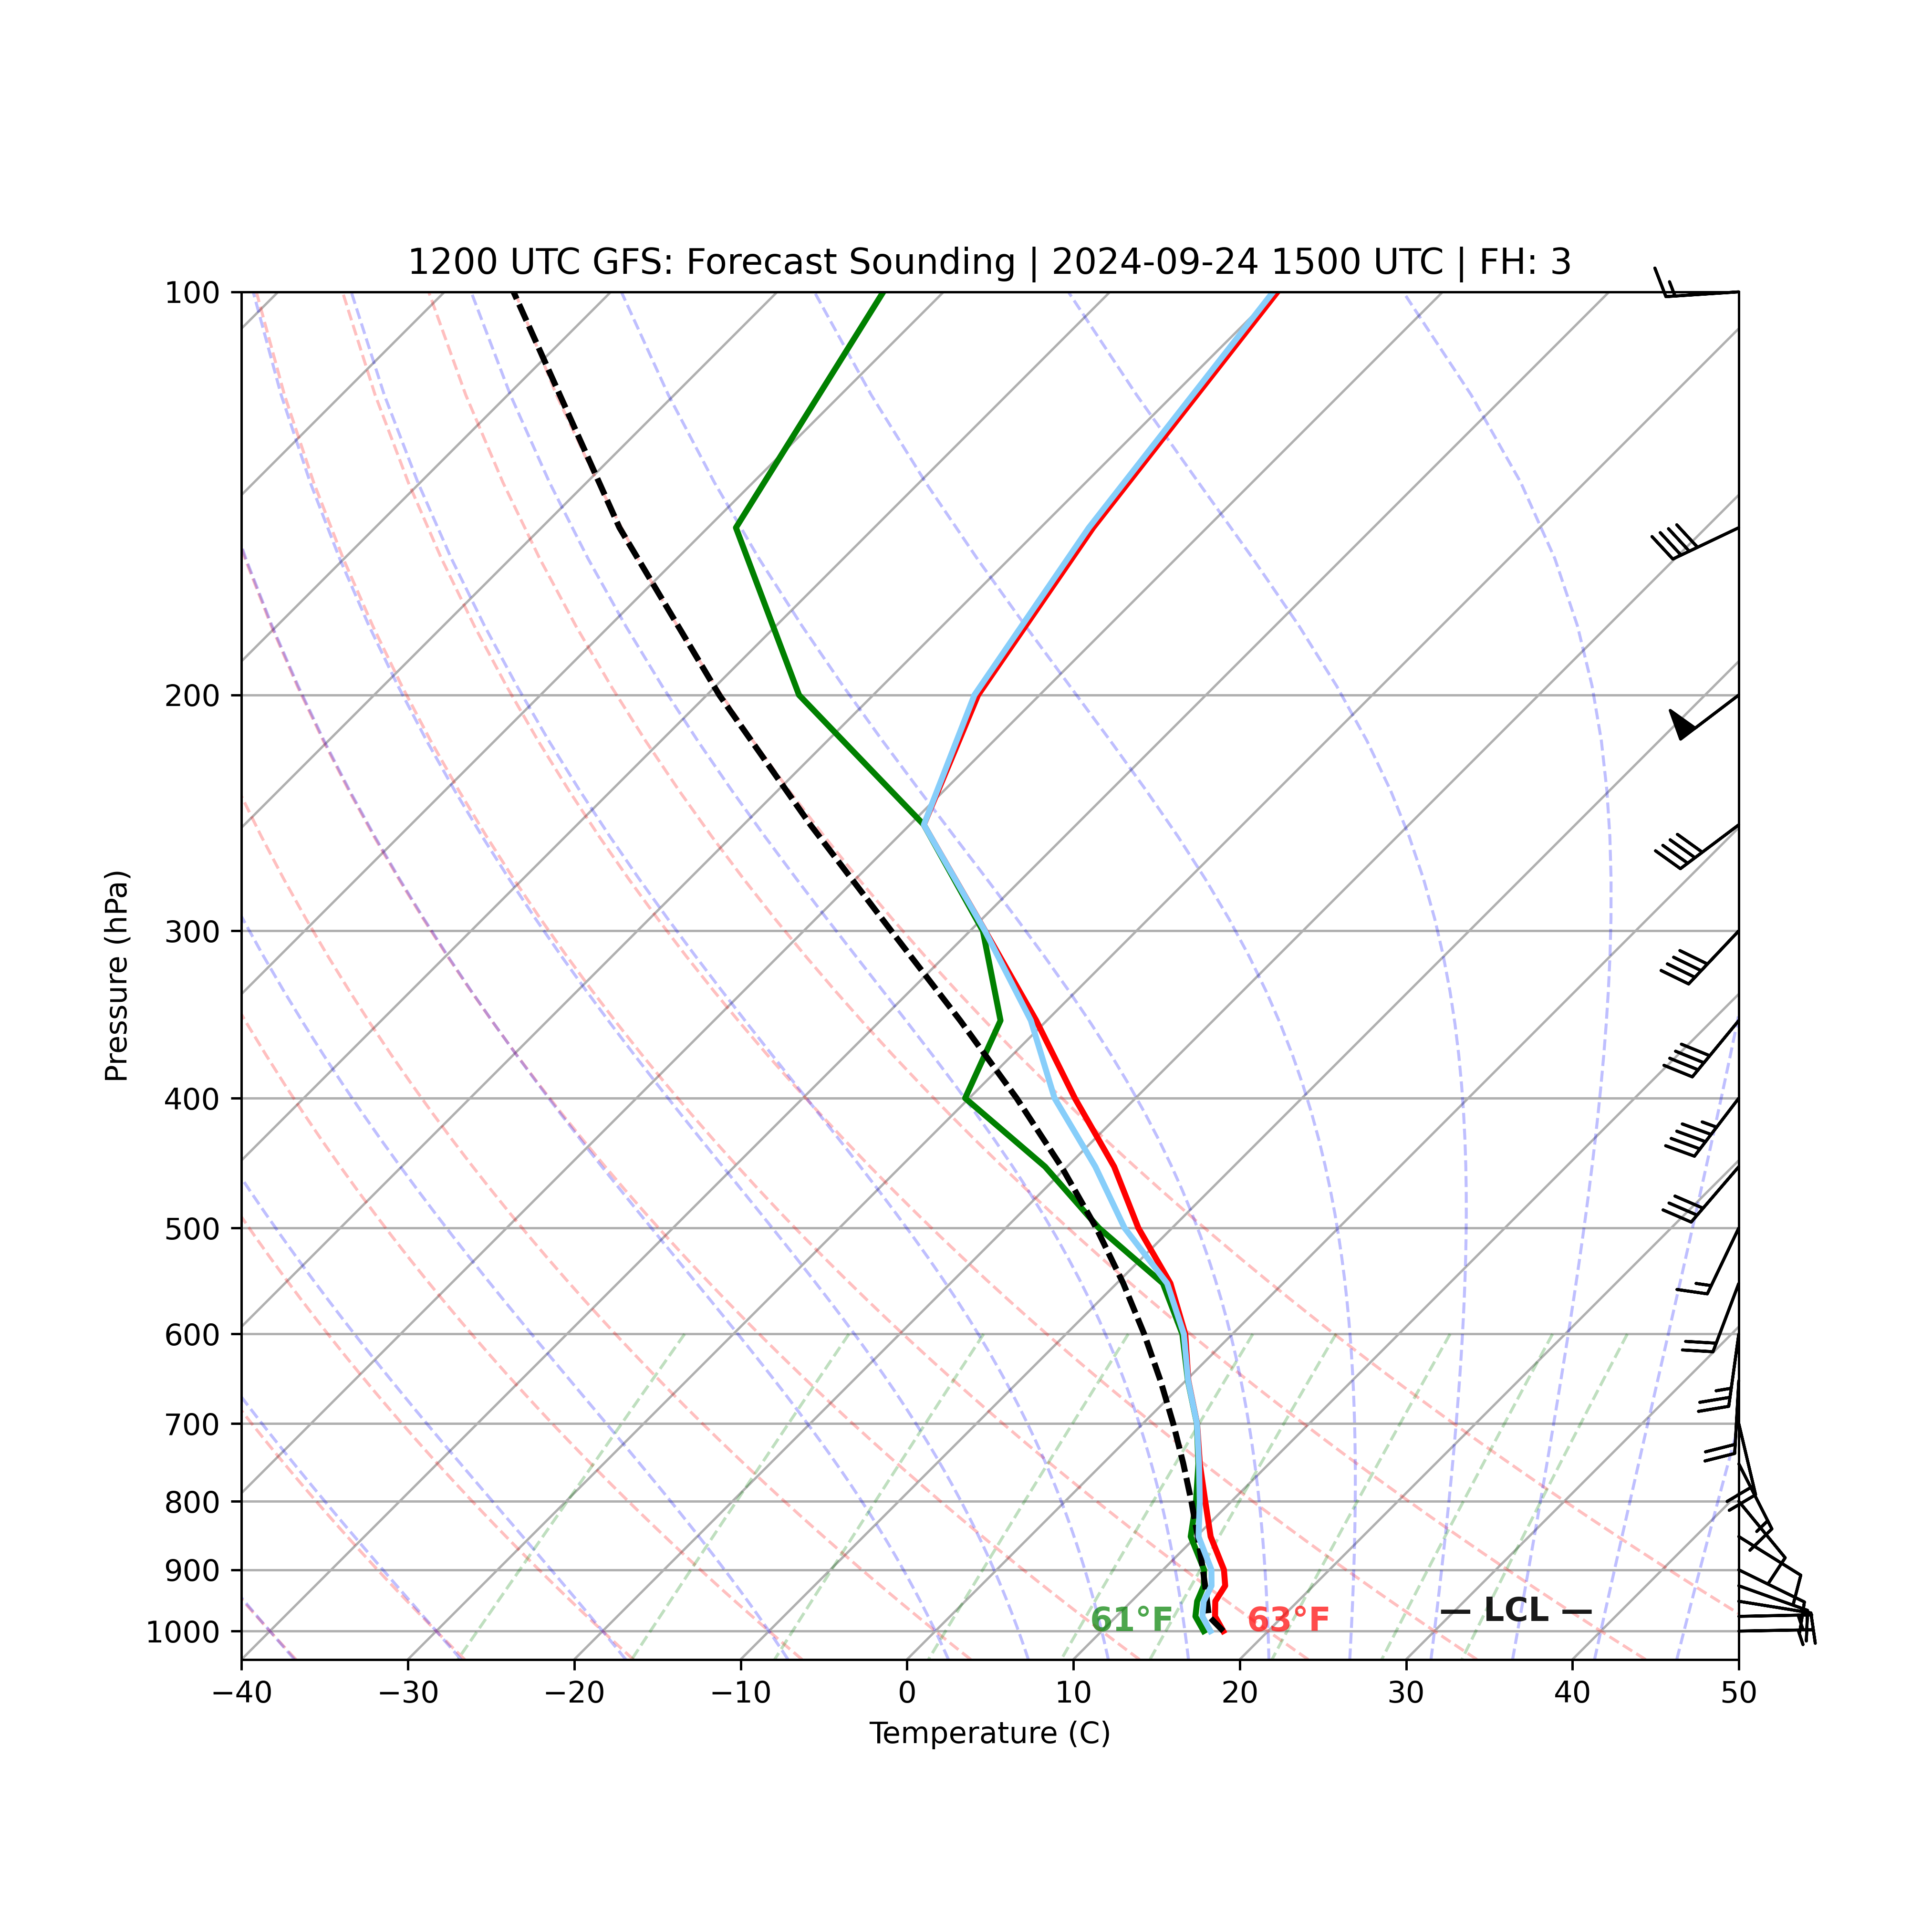 1200 UTC GFS: Forecast Sounding | 2024-09-24 1500 UTC | FH: 3
100
200
300
400
500
600
700
800
900
1000
Pressure (hPa)
61°F
63°F
— LCL —
−40 −30 −20 −10 0 10 20 30 40 50
Temperature (C)